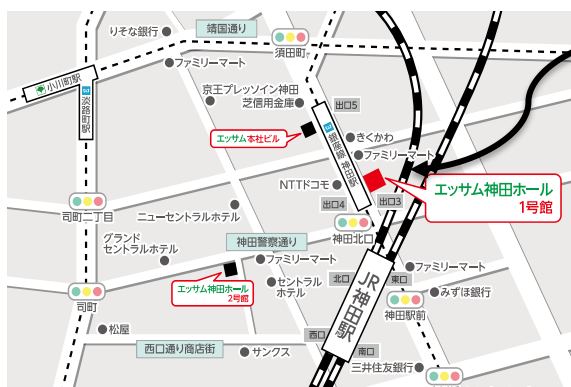 りそな銀行
靖国通り
須田町
ファミリーマート
小川町駅
淡路町駅
京王プレッソイン神田
芝信用金庫
出口5
エッサム本社ビル
銀座線 神田駅
きくかわ
ファミリーマート
NTTドコモ
出口4
出口3
エッサム神田ホール
1号館
司町二丁目
ニューセントラルホテル
神田北口
グランド
セントラルホテル
神田警察通り
ファミリーマート
エッサム神田ホール
2号館
セントラル
ホテル
北口
東口
JR神田駅
ファミリーマート
みずほ銀行
神田駅前
司町
松屋
西口通り商店街
サンクス
西口
南口
三井住友銀行